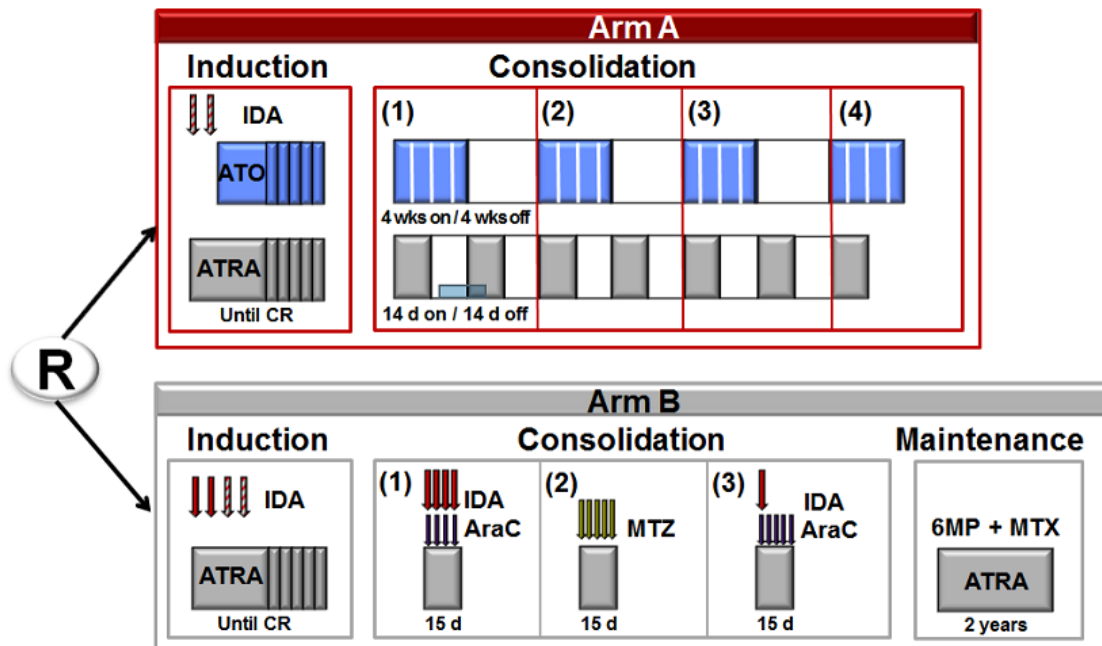 Arm A
Induction
Consolidation
IDA
(1)
(2)
(3)
(4)
ATO
4 wks on / 4 wks off
ATRA
Until CR
14 d on / 14 d off
R
Arm B
Induction
Consolidation
Maintenance
IDA
(1)
IDA
AraC
(2)
MTZ
(3)
IDA
AraC
6MP + MTX
ATRA
ATRA
Until CR
15 d
15 d
15 d
2 years